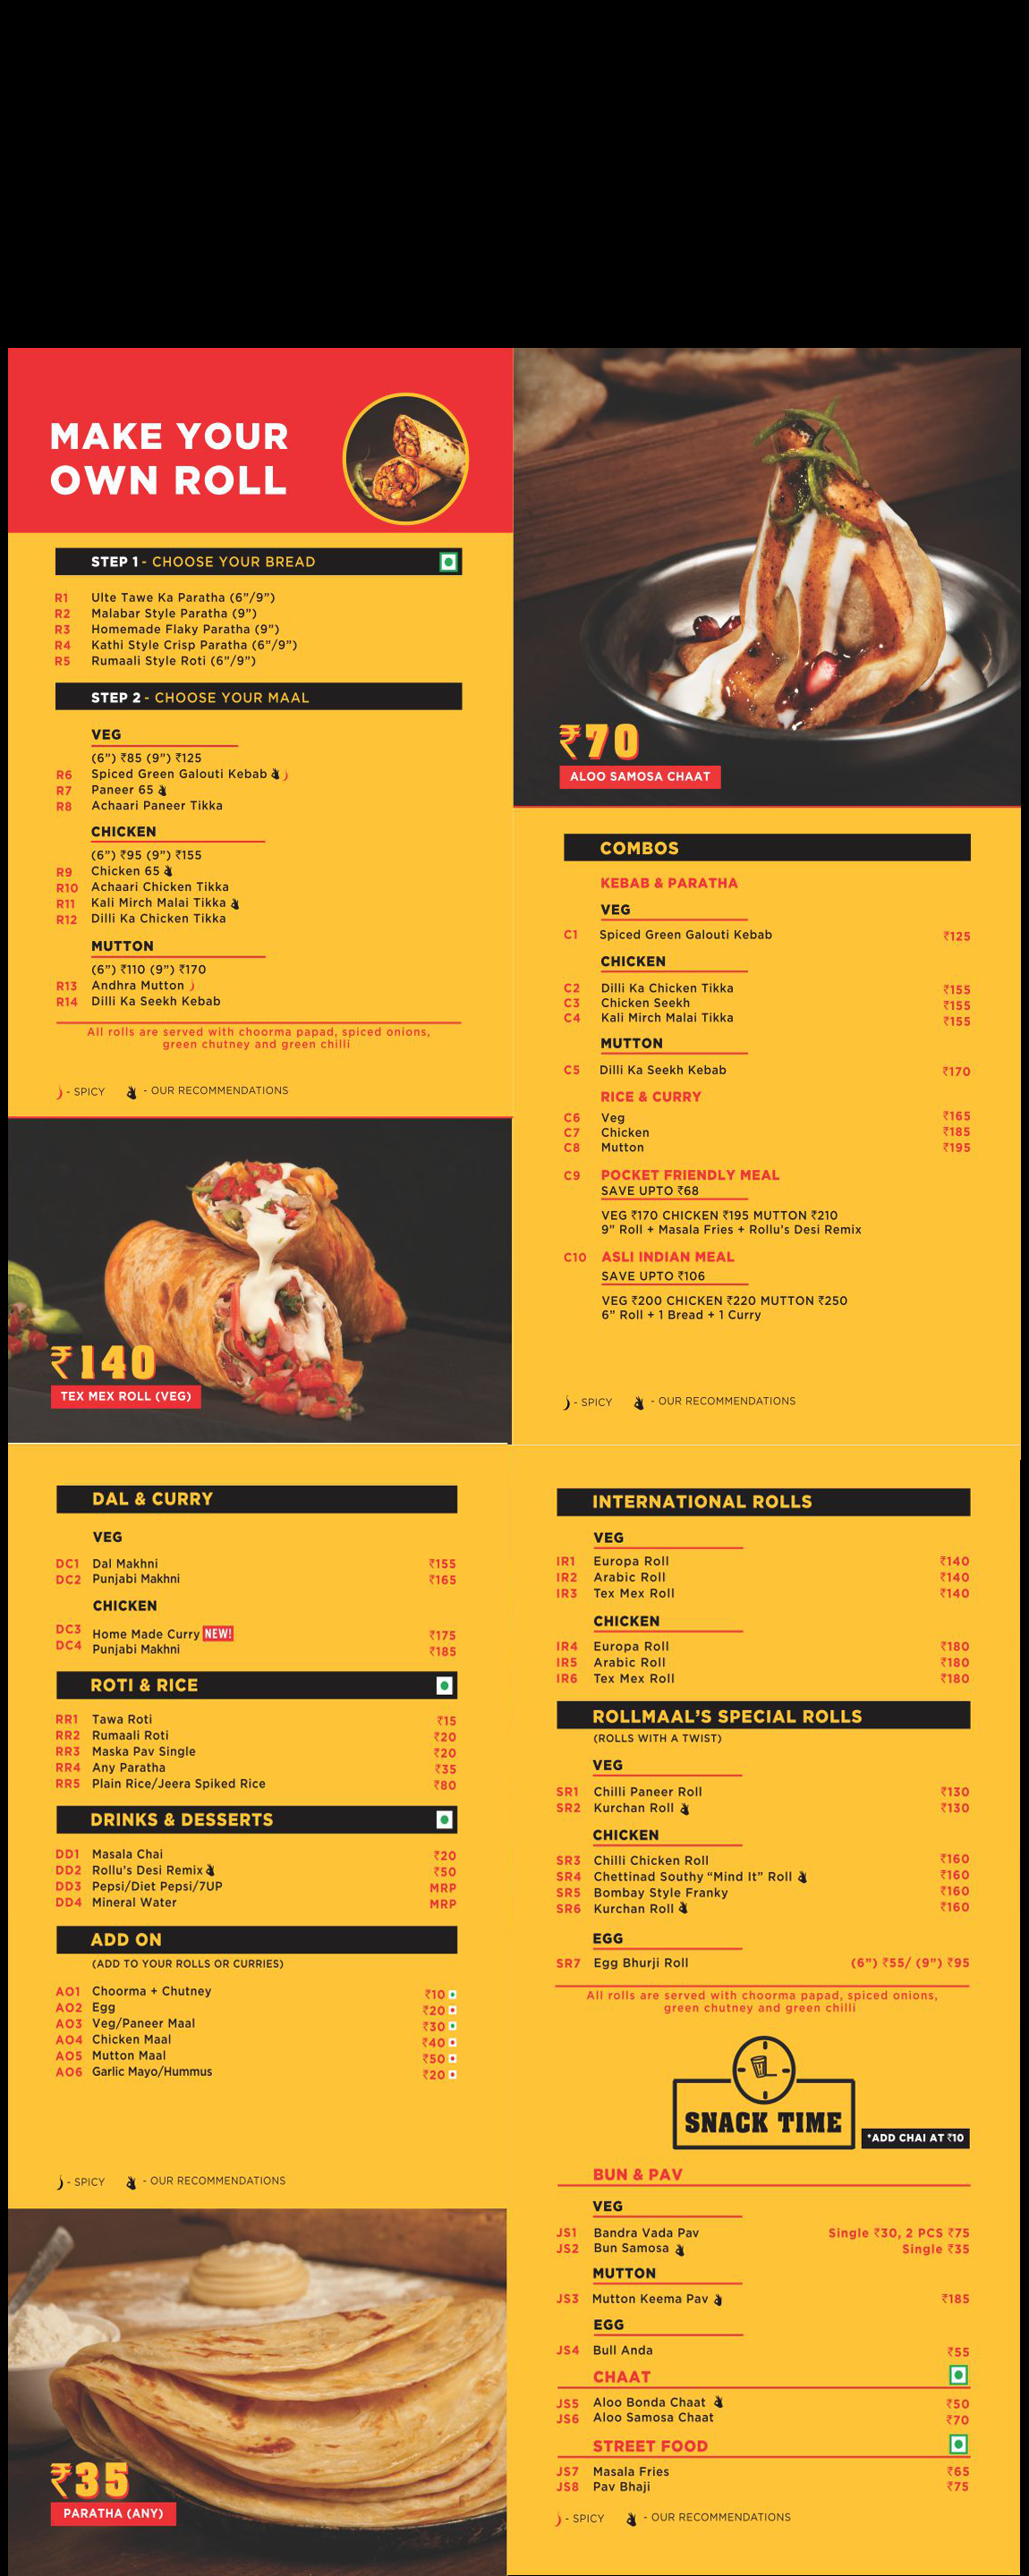 MAKE YOUR
OWN ROLL
STEP 1 - CHOOSE YOUR BREAD
R1 Ulte Tawe Ka Paratha (6”/9”)
R2 Malabar Style Paratha (9”)
R3 Homemade Flaky Paratha (9”)
R4 Kathi Style Crisp Paratha (6”/9”)
R5 Rumaali Style Roti (6”/9”)
STEP 2 - CHOOSE YOUR MAAL
VEG
(6”) ₹85 (9”) ₹125
R6 Spiced Green Galouti Kebab
R7 Paneer 65
R8 Achaari Paneer Tikka
CHICKEN
(6”) ₹95 (9”) ₹155
R9 Chicken 65
R10 Achaari Chicken Tikka
R11 Kali Mirch Malai Tikka
R12 Dilli Ka Chicken Tikka
MUTTON
(6”) ₹110 (9”) ₹170
R13 Andhra Mutton
R14 Dilli Ka Seekh Kebab
All rolls are served with choorma papad, spiced onions,
green chutney and green chilli
- SPICY - OUR RECOMMENDATIONS
₹140
TEX MEX ROLL (VEG)
₹70
ALOO SAMOSA CHAAT
COMBOS
KEBAB & PARATHA
VEG
C1 Spiced Green Galouti Kebab ₹125
CHICKEN
C2 Dilli Ka Chicken Tikka ₹155
C3 Chicken Seekh ₹155
C4 Kali Mirch Malai Tikka ₹155
MUTTON
C5 Dilli Ka Seekh Kebab ₹170
RICE & CURRY
C6 Veg ₹165
C7 Chicken ₹185
C8 Mutton ₹195
C9 POCKET FRIENDLY MEAL
SAVE UPTO ₹68
VEG ₹170 CHICKEN ₹195 MUTTON ₹210
9" Roll + Masala Fries + Rollu's Desi Remix
C10 ASLI INDIAN MEAL
SAVE UPTO ₹106
VEG ₹200 CHICKEN ₹220 MUTTON ₹250
6" Roll + 1 Bread + 1 Curry
- SPICY - OUR RECOMMENDATIONS
DAL & CURRY
VEG
DC1 Dal Makhni ₹155
DC2 Punjabi Makhni ₹165
CHICKEN
DC3 Home Made Curry NEW! ₹175
DC4 Punjabi Makhni ₹185
ROTI & RICE
RR1 Tawa Roti ₹15
RR2 Rumaali Roti ₹20
RR3 Maska Pav Single ₹20
RR4 Any Paratha ₹35
RR5 Plain Rice/Jeera Spiked Rice ₹80
DRINKS & DESSERTS
DD1 Masala Chai ₹20
DD2 Rollu's Desi Remix ₹50
DD3 Pepsi/Diet Pepsi/7UP MRP
DD4 Mineral Water MRP
ADD ON
(ADD TO YOUR ROLLS OR CURRIES)
AO1 Choorma + Chutney ₹10
AO2 Egg ₹20
AO3 Veg/Paneer Maal ₹30
AO4 Chicken Maal ₹40
AO5 Mutton Maal ₹50
AO6 Garlic Mayo/Hummus ₹20
- SPICY - OUR RECOMMENDATIONS
₹35
PARATHA (ANY)
INTERNATIONAL ROLLS
VEG
IR1 Europa Roll ₹140
IR2 Arabic Roll ₹140
IR3 Tex Mex Roll ₹140
CHICKEN
IR4 Europa Roll ₹180
IR5 Arabic Roll ₹180
IR6 Tex Mex Roll ₹180
ROLLMAAL'S SPECIAL ROLLS
(ROLLS WITH A TWIST)
VEG
SR1 Chilli Paneer Roll ₹130
SR2 Kurchan Roll ₹130
CHICKEN
SR3 Chilli Chicken Roll ₹160
SR4 Chettinad Southy “Mind It” Roll ₹160
SR5 Bombay Style Franky ₹160
SR6 Kurchan Roll ₹160
EGG
SR7 Egg Bhurji Roll (6”) ₹55/ (9”) ₹95
All rolls are served with choorma papad, spiced onions,
green chutney and green chilli
SNACK TIME
*ADD CHAI AT ₹10
BUN & PAV
VEG
JS1 Bandra Vada Pav Single ₹30, 2 PCS ₹75
JS2 Bun Samosa Single ₹35
MUTTON
JS3 Mutton Keema Pav ₹185
EGG
JS4 Bull Anda ₹55
CHAAT
JS5 Aloo Bonda Chaat ₹50
JS6 Aloo Samosa Chaat ₹70
STREET FOOD
JS7 Masala Fries ₹65
JS8 Pav Bhaji ₹75
- SPICY - OUR RECOMMENDATIONS